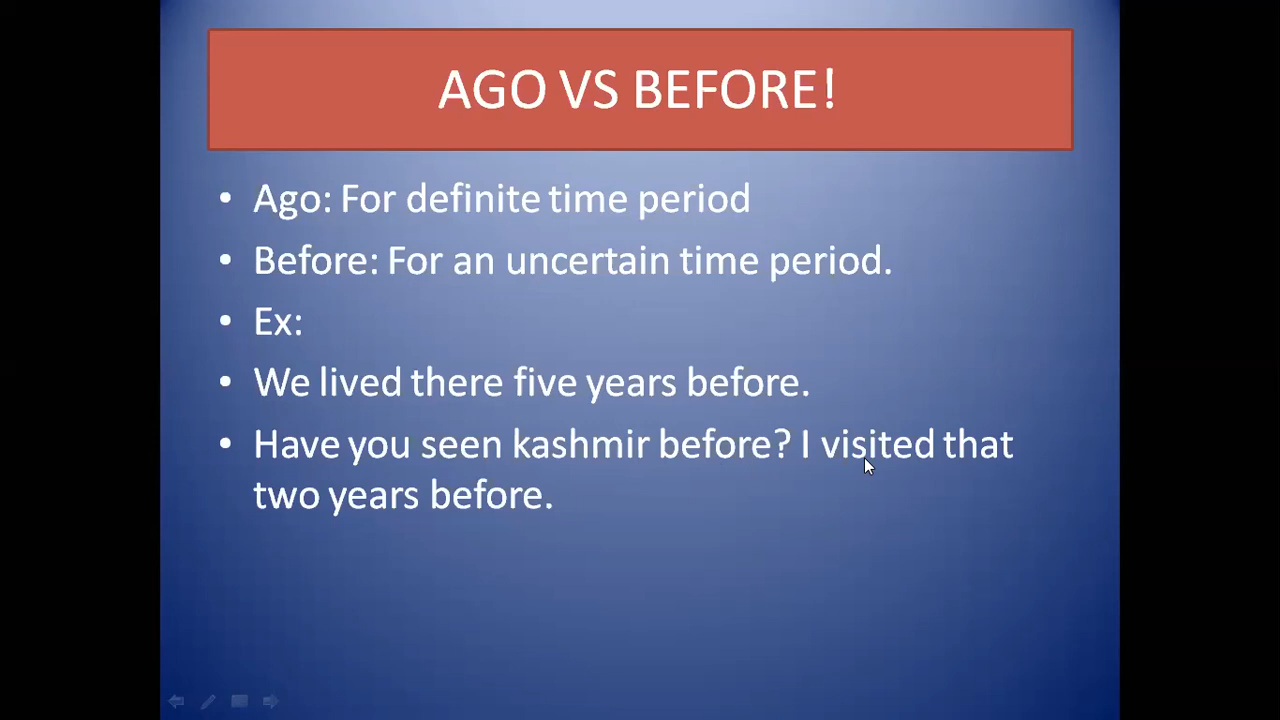 AGO VS BEFORE!
• Ago: For definite time period
• Before: For an uncertain time period.
• Ex:
• We lived there five years before.
• Have you seen kashmir before? I visited that
two years before.